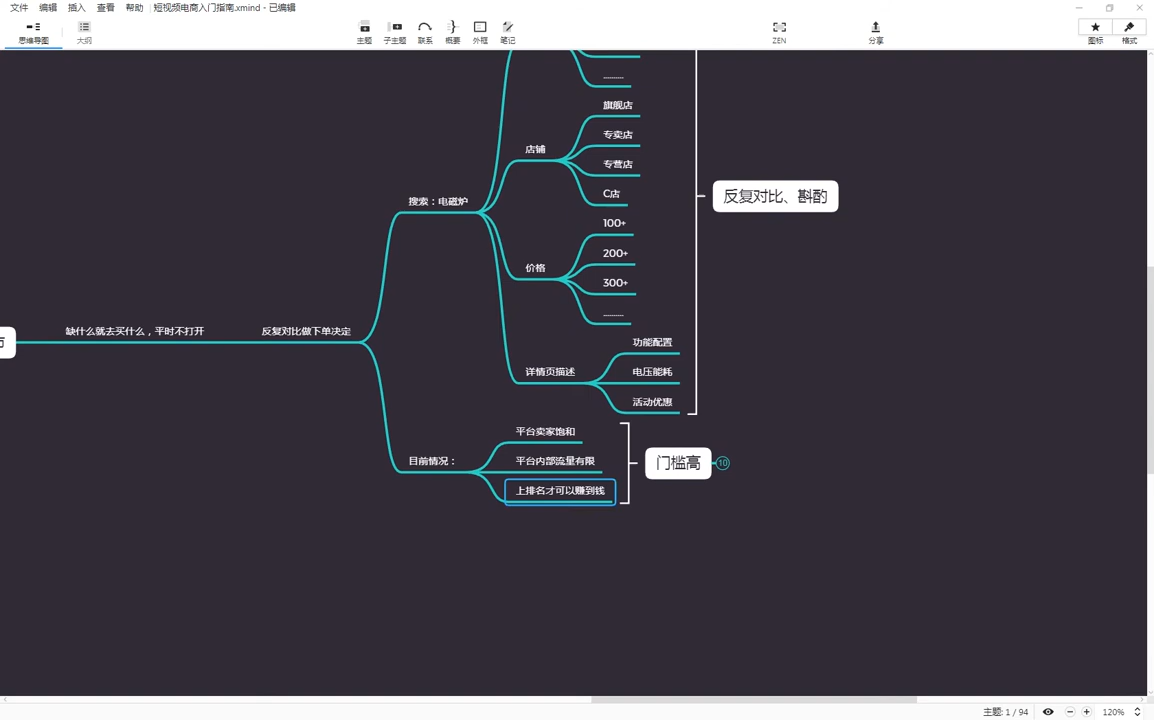 文件 编辑 插入 查看 帮助 短视频电商入门指南.xmind - 已编辑
思维导图 大纲 主题 子主题 联系 概要 外框 笔记 ZEN 分享 图标 格式
..........
旗舰店
店铺
专卖店
专营店
C店
搜索：电磁炉
反复对比、斟酌
100+
200+
价格
300+
..........
缺什么就去买什么，平时不打开
反复对比做下单决定
功能配置
详情页描述
电压能耗
活动优惠
平台卖家饱和
目前情况：
平台内部流量有限
门槛高
10
上排名才可以赚到钱
主题: 1 / 94
120%